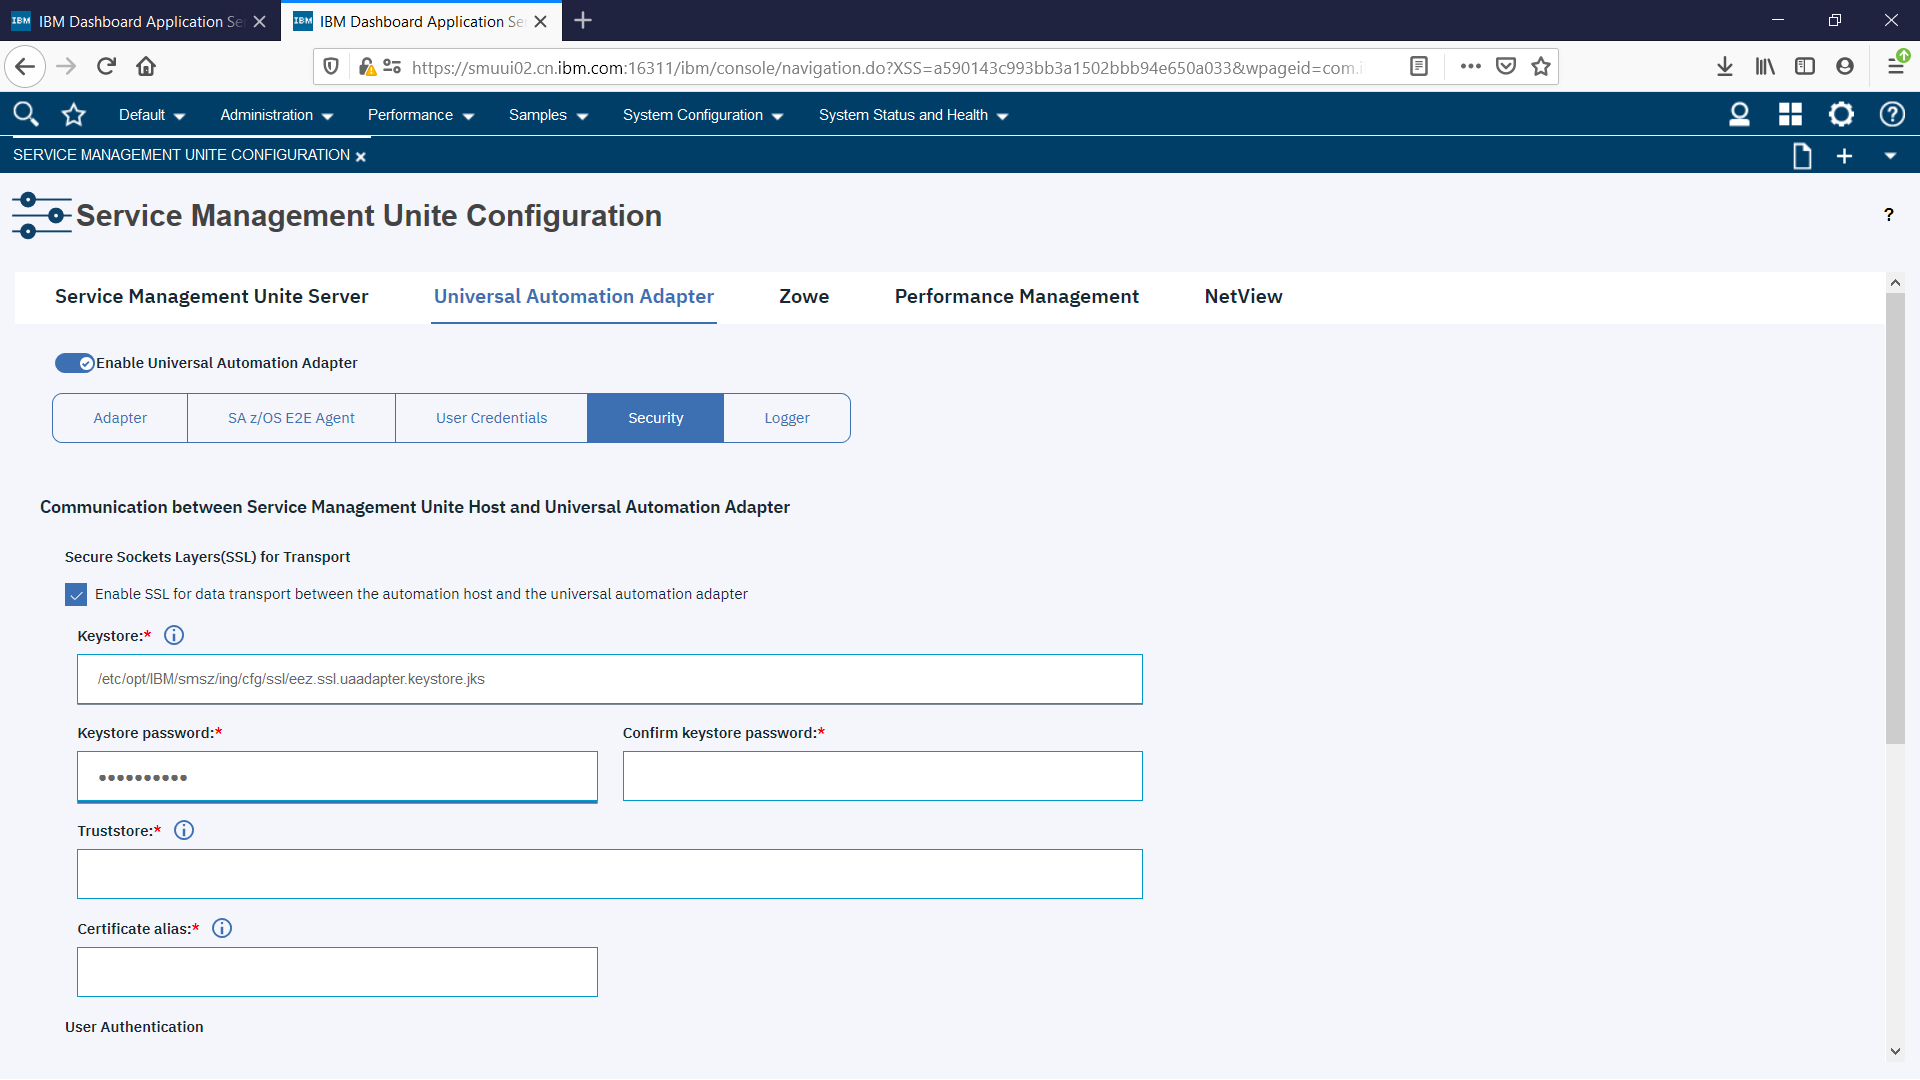 IBM IBM Dashboard Application Se
IBM IBM Dashboard Application Se
https://smuui02.cn.ibm.com:16311/ibm/console/navigation.do?XSS=a590143c993bb3a1502bbb94e650a033&wpageid=com.i
Default Administration Performance Samples System Configuration System Status and Health
SERVICE MANAGEMENT UNITE CONFIGURATION
Service Management Unite Configuration ?
Service Management Unite Server Universal Automation Adapter Zowe Performance Management NetView
Enable Universal Automation Adapter
Adapter SA z/OS E2E Agent User Credentials Security Logger
Communication between Service Management Unite Host and Universal Automation Adapter
Secure Sockets Layers(SSL) for Transport
Enable SSL for data transport between the automation host and the universal automation adapter
Keystore:*
/etc/opt/IBM/smsz/ing/cfg/ssl/eez.ssl.uaadapter.keystore.jks
Keystore password:* Confirm keystore password:*
••••••••••
Truststore:*
Certificate alias:*
User Authentication